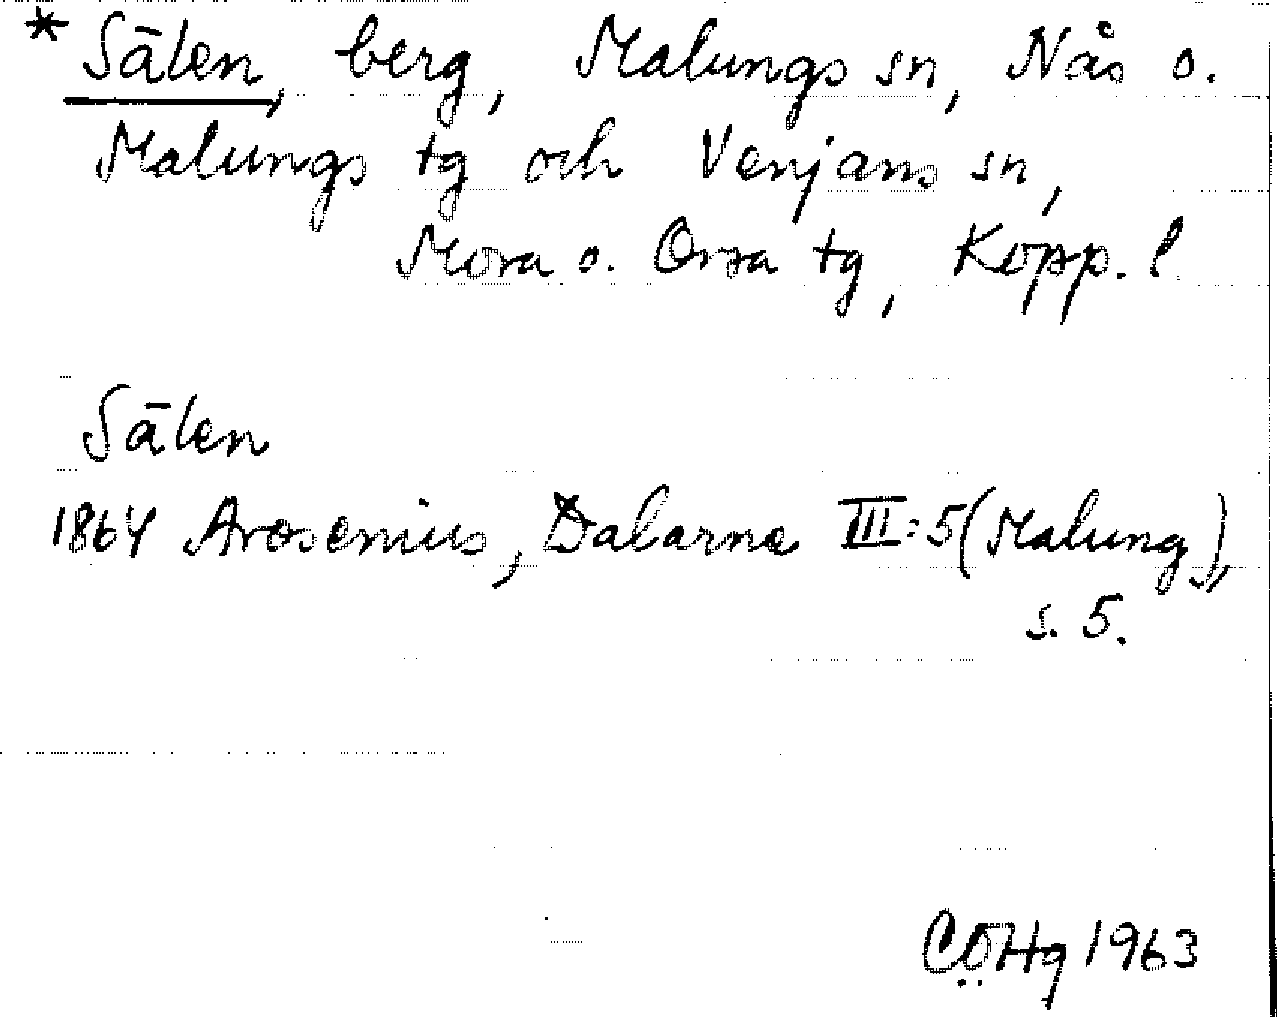 * Sälen, berg, Malungs sn, Nås o.
Malungs tg och Venjans sn,
Mora o. Orsa tg, Kopp. l.
Sälen
1864 Arosenius, Dalarne III:5 (Malung),
s. 5.
CÖHg 1963